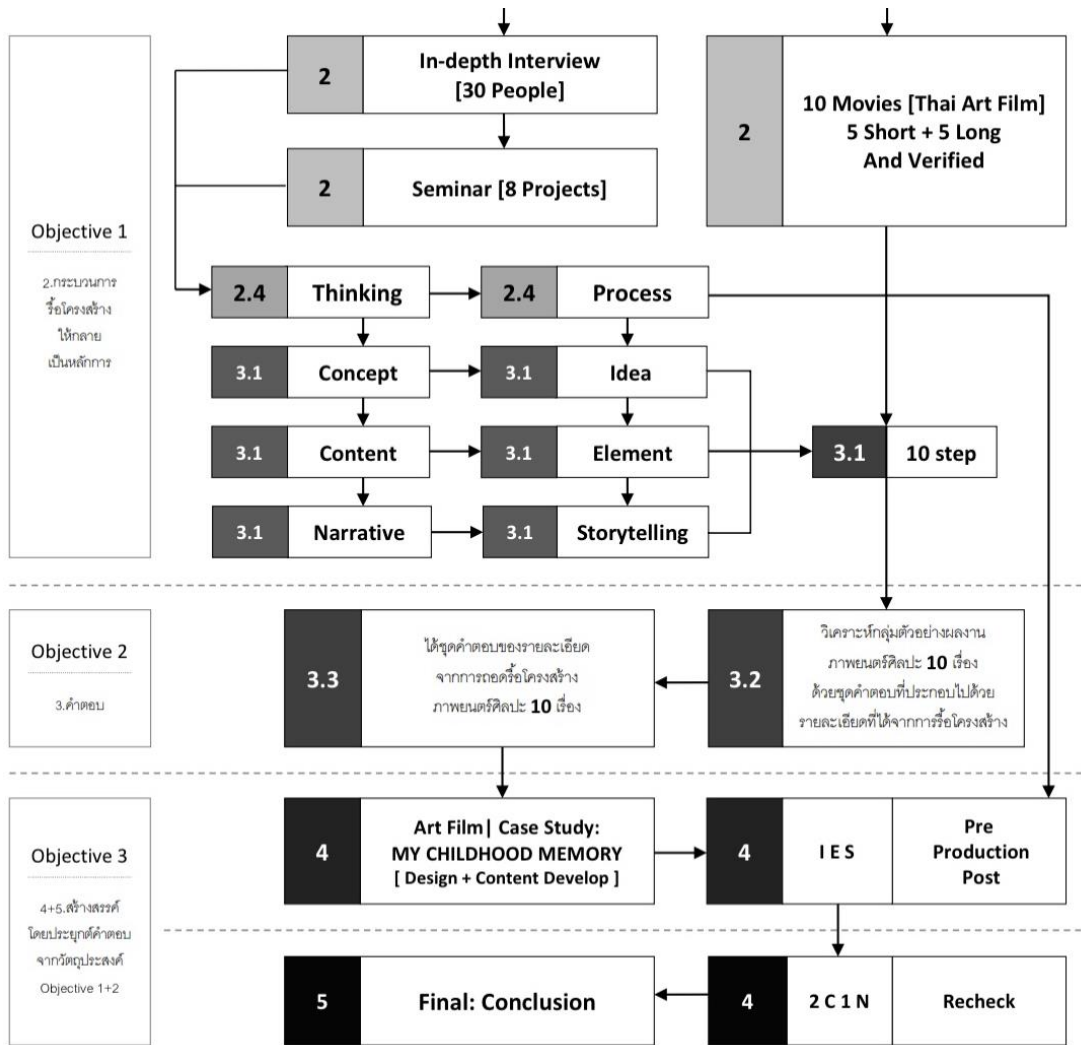 Objective 1
2.กระบวนการ
รื้อโครงสร้าง
ให้กลาย
เป็นหลักการ
2
In-depth Interview
[30 People]
2
10 Movies [Thai Art Film]
5 Short + 5 Long
And Verified
2
Seminar [8 Projects]
2.4 Thinking
2.4 Process
3.1 Concept
3.1 Idea
3.1 Content
3.1 Element
3.1 10 step
3.1 Narrative
3.1 Storytelling
Objective 2
3.คำตอบ
3.3
ได้ชุดคำตอบของรายละเอียด
จากการถอดรื้อโครงสร้าง
ภาพยนตร์ศิลปะ 10 เรื่อง
3.2
วิเคราะห์กลุ่มตัวอย่างผลงาน
ภาพยนตร์ศิลปะ 10 เรื่อง
ด้วยชุดคำตอบที่ประกอบไปด้วย
รายละเอียดที่ได้จากการรื้อโครงสร้าง
Objective 3
4+5.สร้างสรรค์
โดยประยุกต์คำตอบ
จากวัตถุประสงค์
Objective 1+2
4
Art Film| Case Study:
MY CHILDHOOD MEMORY
[ Design + Content Develop ]
4
I E S
Pre
Production
Post
5
Final: Conclusion
4
2 C 1 N
Recheck